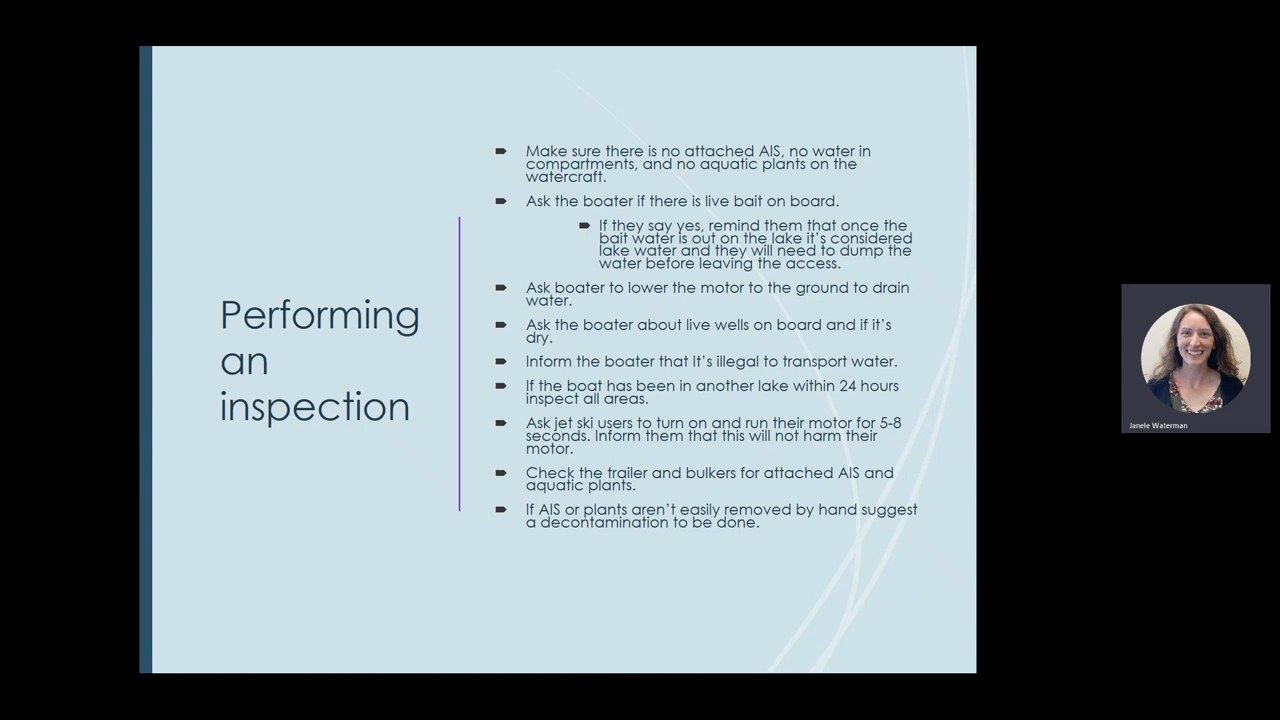 Performing
an
inspection
Make sure there is no attached AIS, no water in
compartments, and no aquatic plants on the
watercraft.
Ask the boater if there is live bait on board.
If they say yes, remind them that once the
bait water is out on the lake it's considered
lake water and they will need to dump the
water before leaving the access.
Ask boater to lower the motor to the ground to drain
water.
Ask the boater about live wells on board and if it's
dry.
Inform the boater that It's illegal to transport water.
If the boat has been in another lake within 24 hours
inspect all areas.
Ask jet ski users to turn on and run their motor for 5-8
seconds. Inform them that this will not harm their
motor.
Check the trailer and bulkers for attached AIS and
aquatic plants.
If AIS or plants aren't easily removed by hand suggest
a decontamination to be done.
Janele Waterman